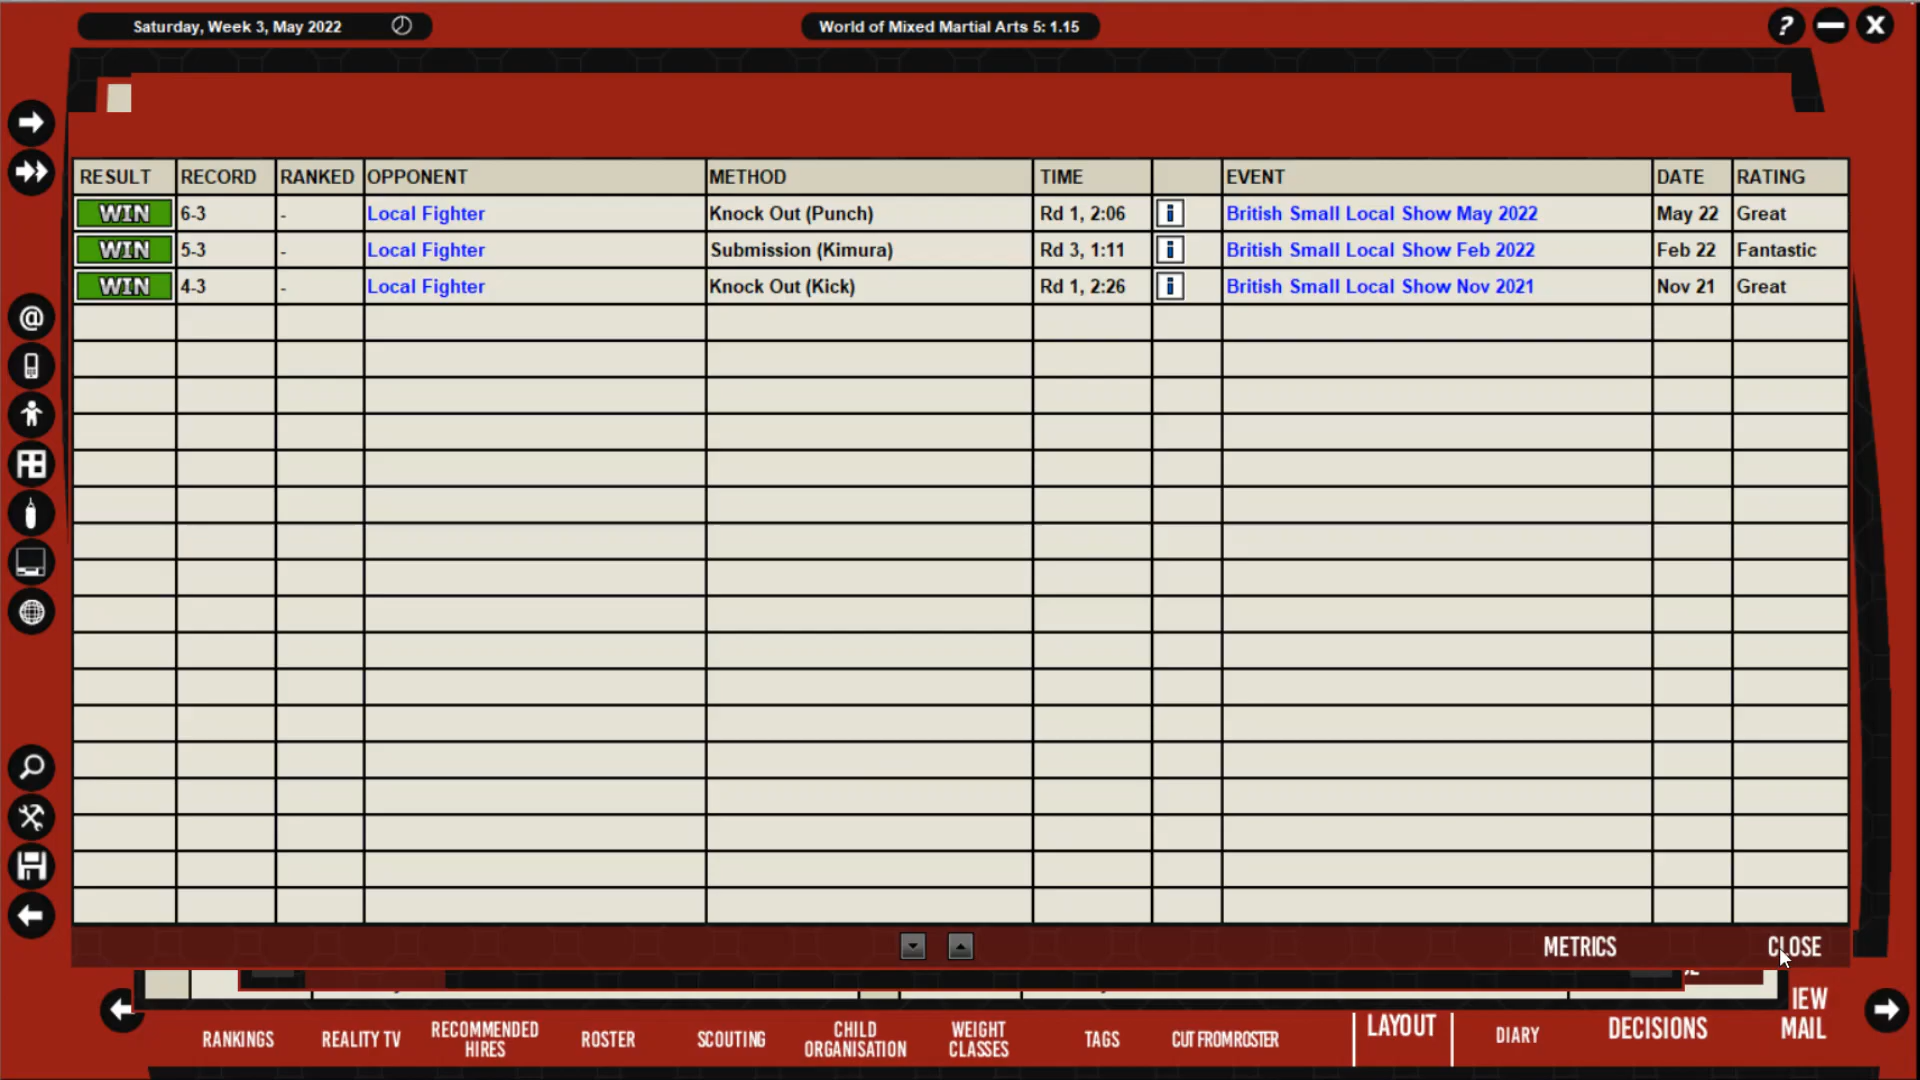 Saturday, Week 3, May 2022
World of Mixed Martial Arts 5: 1.15
RESULT RECORD RANKED OPPONENT METHOD TIME EVENT DATE RATING
WIN 6-3 - Local Fighter Knock Out (Punch) Rd 1, 2:06 i British Small Local Show May 2022 May 22 Great
WIN 5-3 - Local Fighter Submission (Kimura) Rd 3, 1:11 i British Small Local Show Feb 2022 Feb 22 Fantastic
WIN 4-3 - Local Fighter Knock Out (Kick) Rd 1, 2:26 i British Small Local Show Nov 2021 Nov 21 Great
METRICS CLOSE
RANKINGS
REALITY TV
RECOMMENDED
HIRES
ROSTER
SCOUTING
CHILD
ORGANISATION
WEIGHT
CLASSES
TAGS
CUT FROM ROSTER
LAYOUT
DIARY
DECISIONS
IEW
MAIL